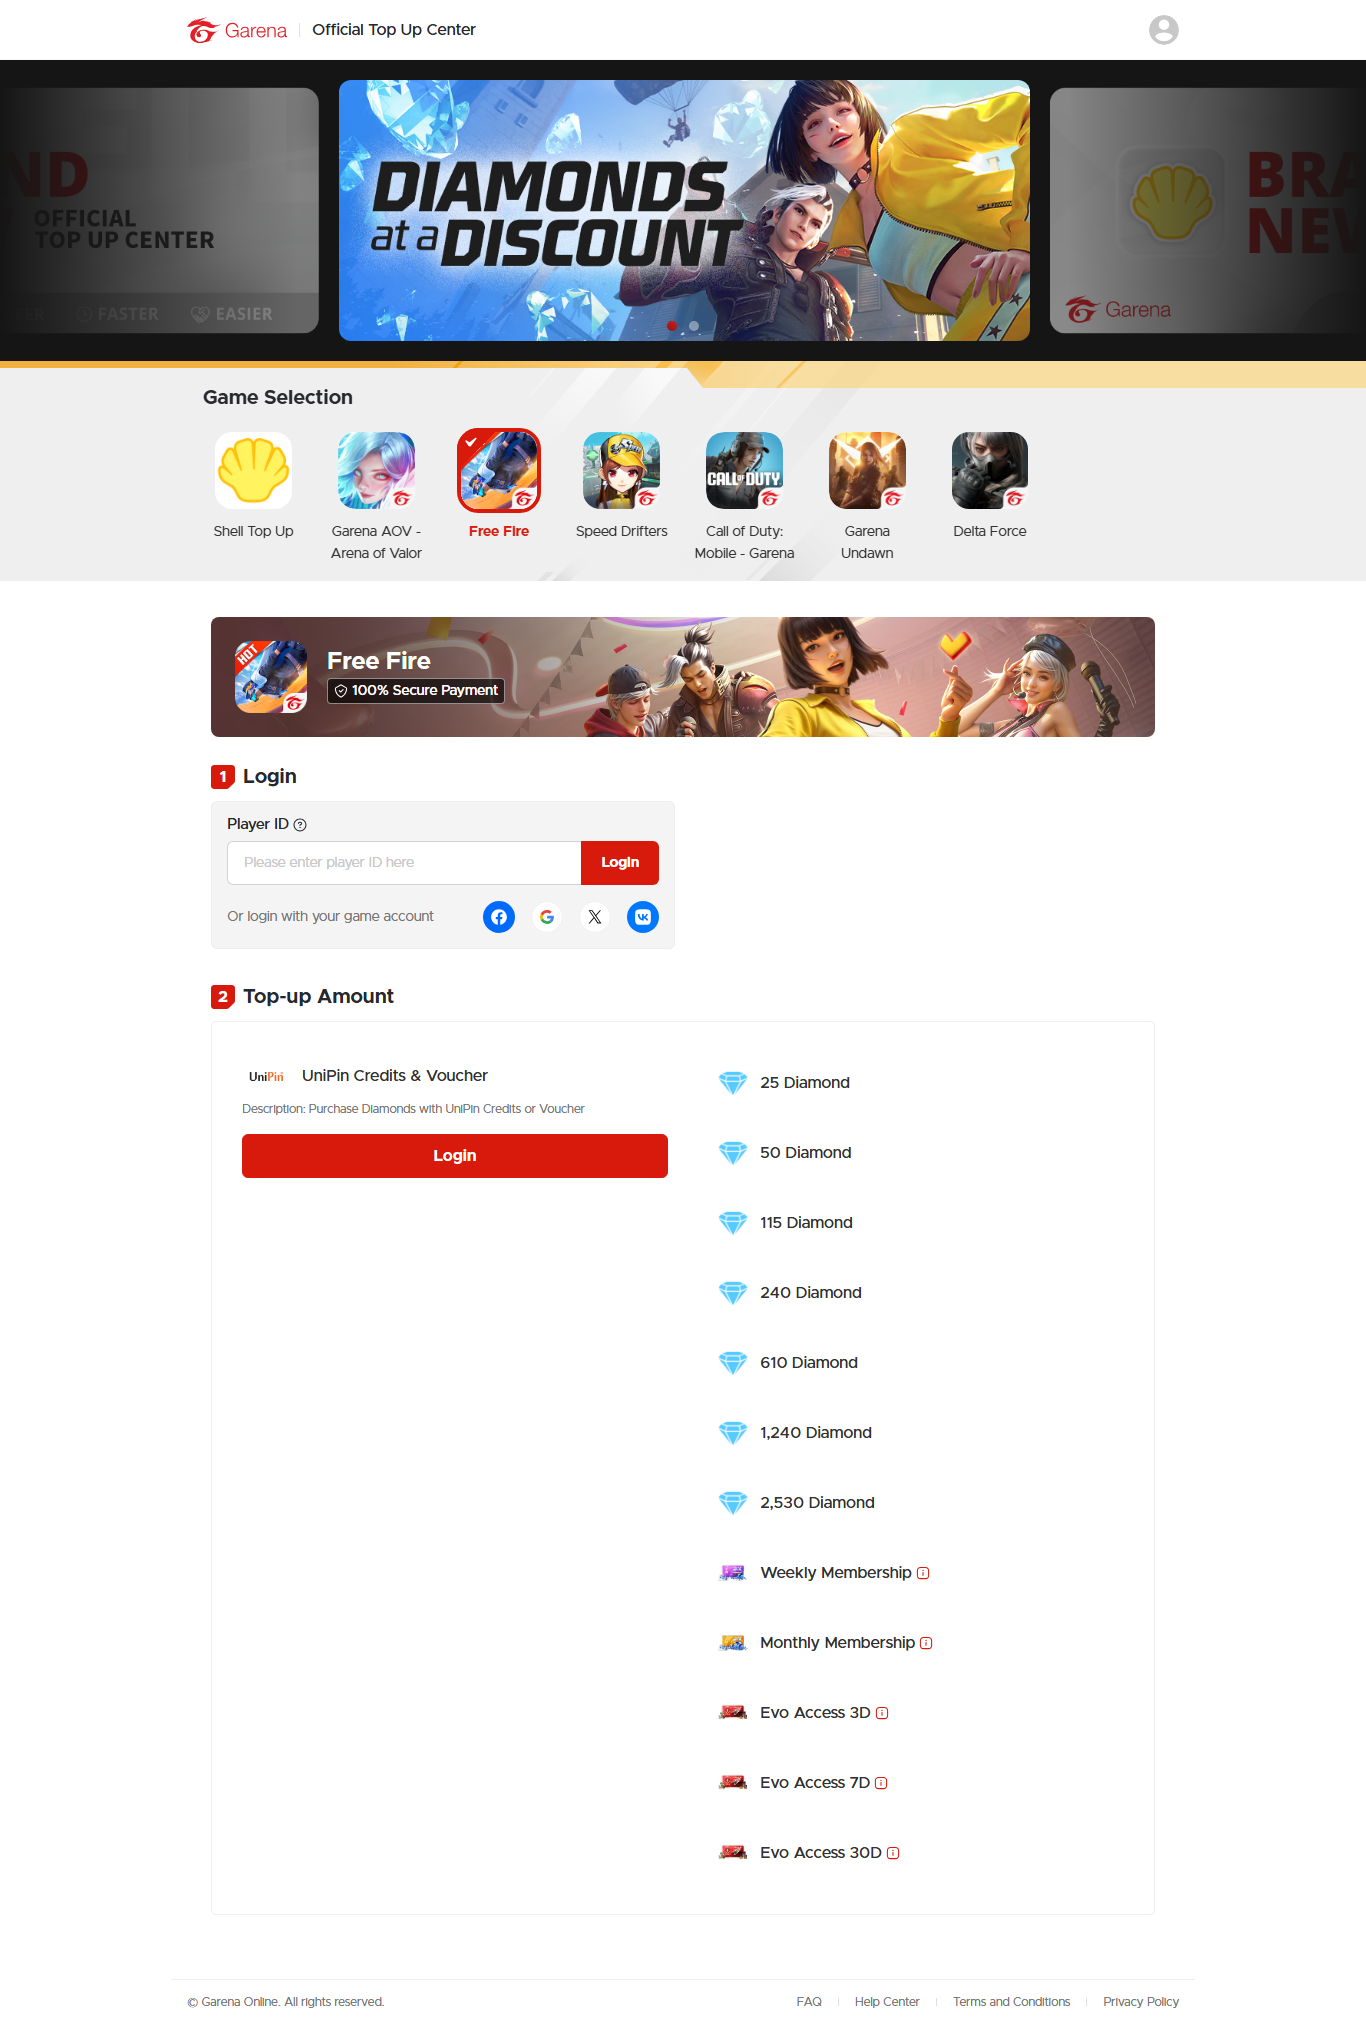 Garena
Official Top Up Center
ND
OFFICIAL
TOP UP CENTER
FASTER
EASIER
DIAMONDS
at a DISCOUNT
BRA
NEW
Garena
Game Selection
Shell Top Up
Garena AOV -
Arena of Valor
Free Fire
Speed Drifters
CALL OF DUTY
Call of Duty:
Mobile - Garena
Garena
Undawn
Delta Force
HOT
Free Fire
100% Secure Payment
1 Login
Player ID
Please enter player ID here
Login
Or login with your game account
2 Top-up Amount
UniPin
UniPin Credits & Voucher
Description: Purchase Diamonds with UniPin Credits or Voucher
Login
25 Diamond
50 Diamond
115 Diamond
240 Diamond
610 Diamond
1,240 Diamond
2,530 Diamond
Weekly Membership
Monthly Membership
Evo Access 3D
Evo Access 7D
Evo Access 30D
© Garena Online. All rights reserved.
FAQ
Help Center
Terms and Conditions
Privacy Policy